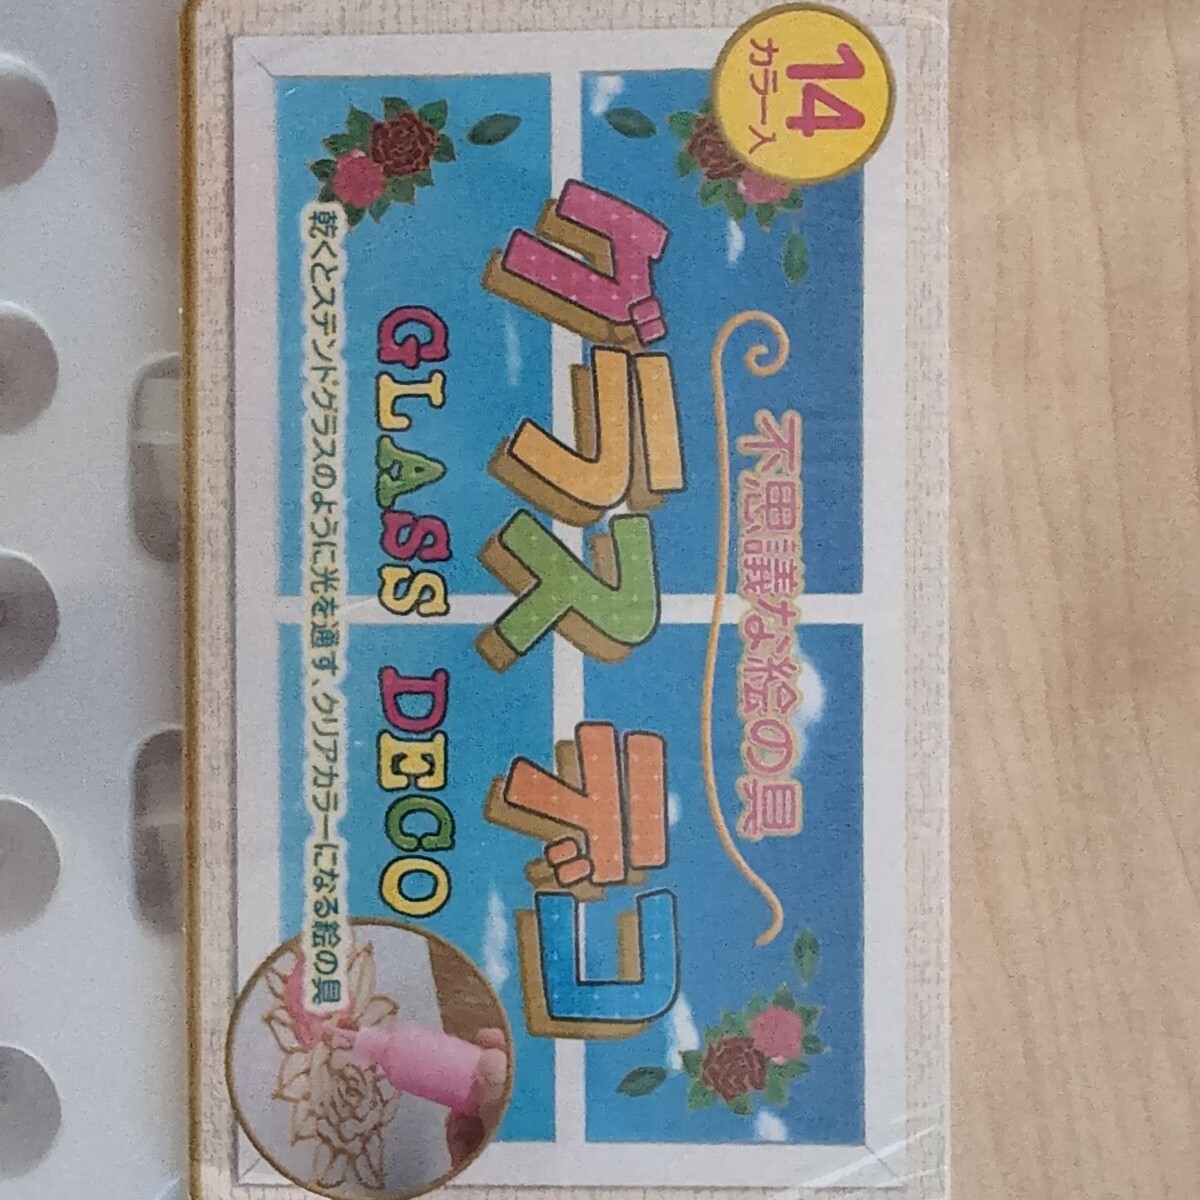 14
カラー入
不思議な絵の具
グラス デコ
GLASS DECO
乾くとステンドグラスのように光を通す、クリアカラーになる絵の具